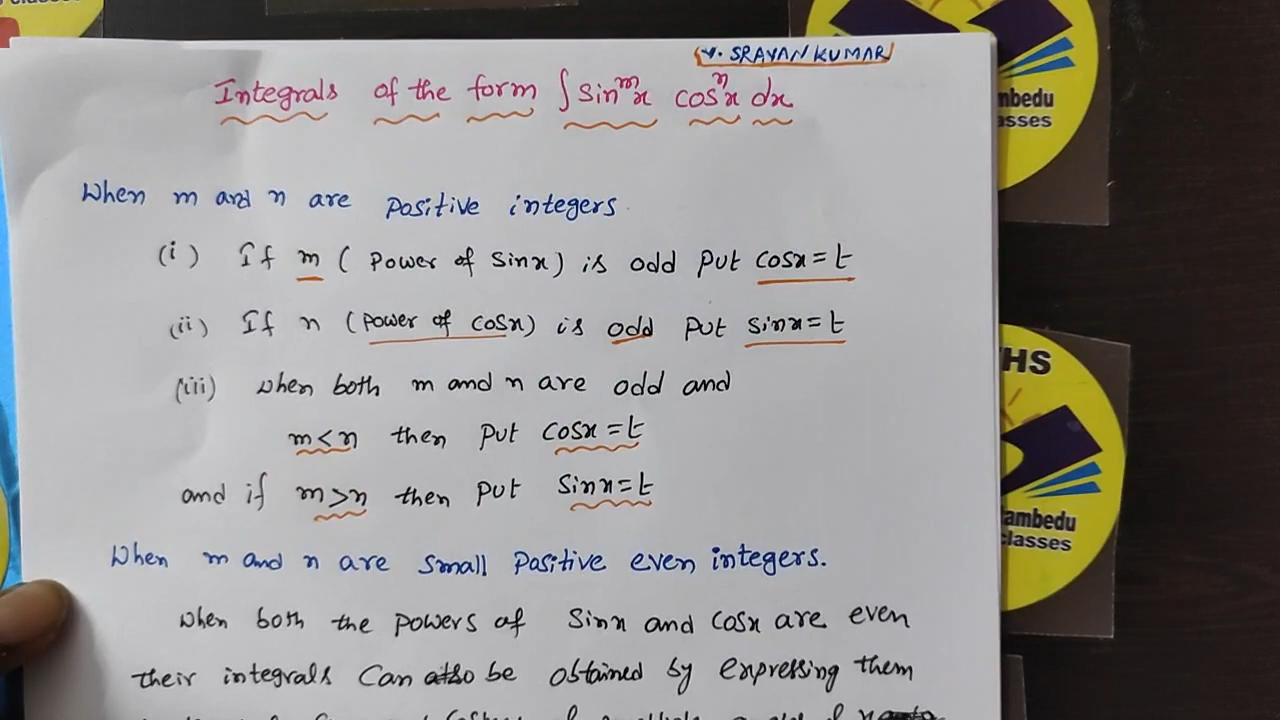 V. SRAVAN KUMAR
Integrals of the form ∫ sinᵐx cosⁿx dx
When m and n are positive integers.
(i) If m ( power of sinx) is odd put cosx = t
(ii) If n (power of cosx) is odd put sinx = t
(iii) when both m and n are odd and
m < n then put cosx = t
and if m > n then put sinx = t
When m and n are small positive even integers.
When both the powers of sinx and cosx are even
their integrals can also be obtained by expressing them
mbedu
asses
HS
ambedu
classes